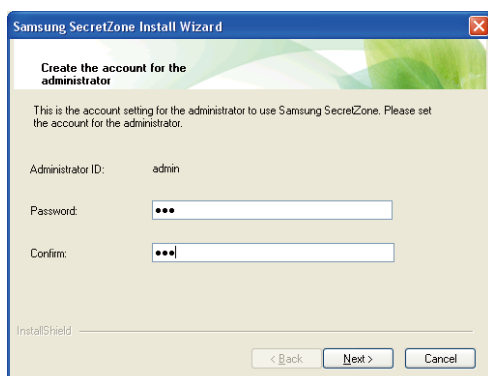 Samsung SecretZone Install Wizard
Create the account for the
administrator
This is the account setting for the administrator to use Samsung SecretZone. Please set
the account for the administrator.
Administrator ID: admin
Password: ●●●
Confirm: ●●●
InstallShield
< Back Next > Cancel